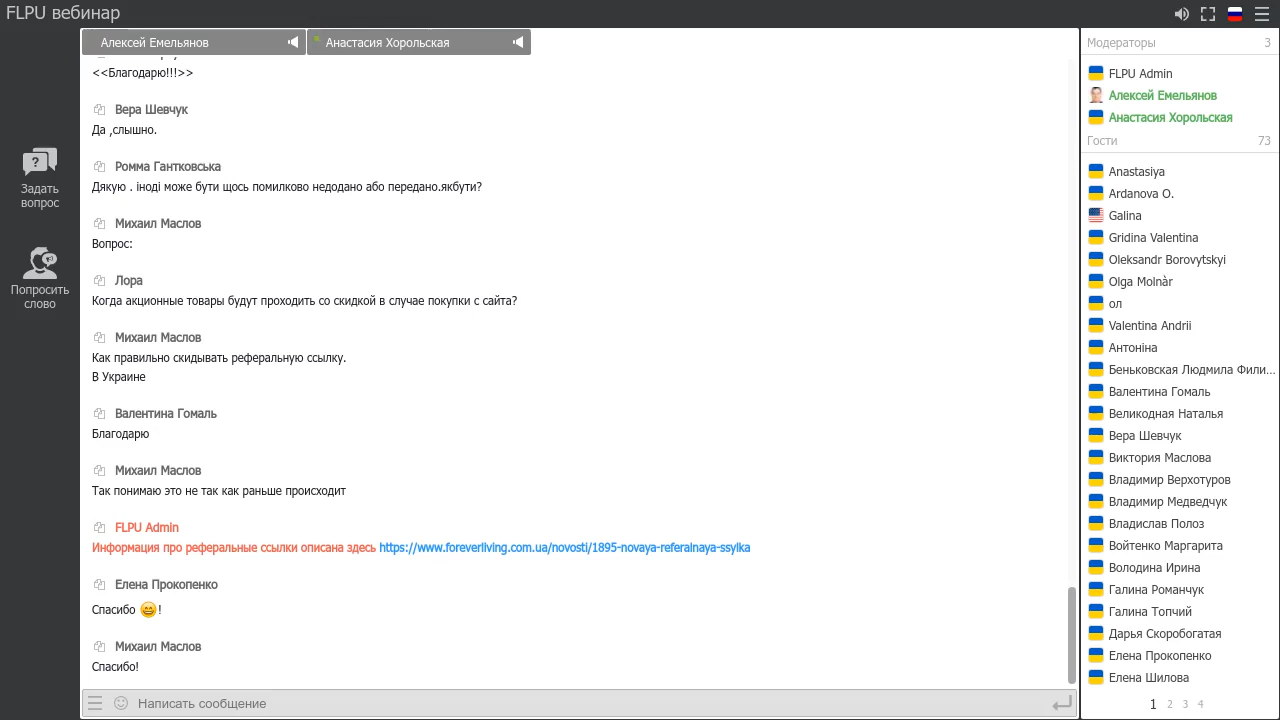 FLPU вебинар
Алексей Емельянов
Анастасия Хорольская
<<Благодарю!!!>>
Вера Шевчук
Да ,слышно.
Ромма Гантковська
Дякую . іноді може бути щось помилково недодано або передано.якбути?
Михаил Маслов
Вопрос:
Лора
Когда акционные товары будут проходить со скидкой в случае покупки с сайта?
Михаил Маслов
Как правильно скидывать реферальную ссылку.
В Украине
Валентина Гомаль
Благодарю
Михаил Маслов
Так понимаю это не так как раньше происходит
FLPU Admin
Информация про реферальные ссылки описана здесь https://www.foreverliving.com.ua/novosti/1895-novaya-referalnaya-ssylka
Елена Прокопенко
Спасибо 😄!
Михаил Маслов
Спасибо!
Написать сообщение
Задать
вопрос
Попросить
слово
Модераторы 3
FLPU Admin
Алексей Емельянов
Анастасия Хорольская
Гости 73
Anastasiya
Ardanova O.
Galina
Gridina Valentina
Oleksandr Borovytskyi
Olga Molnàr
ол
Valentina Andrii
Антоніна
Беньковская Людмила Фили...
Валентина Гомаль
Великодная Наталья
Вера Шевчук
Виктория Маслова
Владимир Верхотуров
Владимир Медведчук
Владислав Полоз
Войтенко Маргарита
Володина Ирина
Галина Романчук
Галина Топчий
Дарья Скоробогатая
Елена Прокопенко
Елена Шилова
1 2 3 4